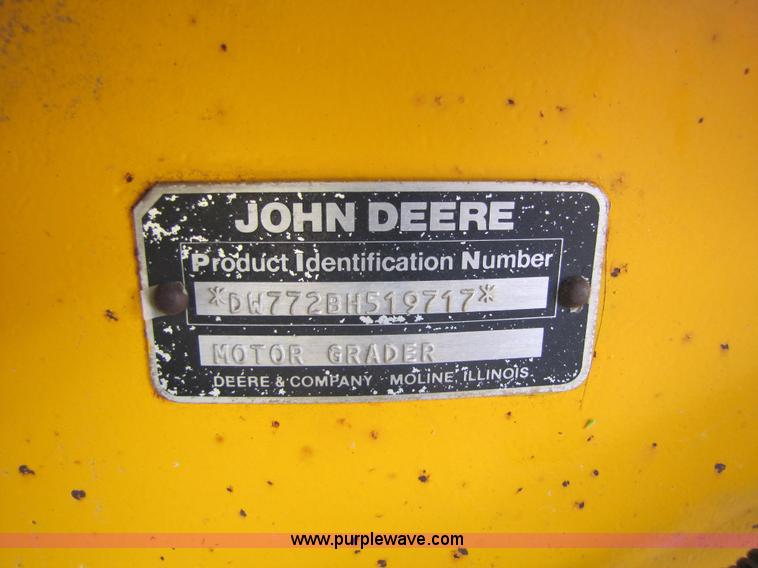 JOHN DEERE
Product Identification Number
*DW772BH519717*
MOTOR GRADER
DEERE & COMPANY MOLINE ILLINOIS
www.purplewave.com